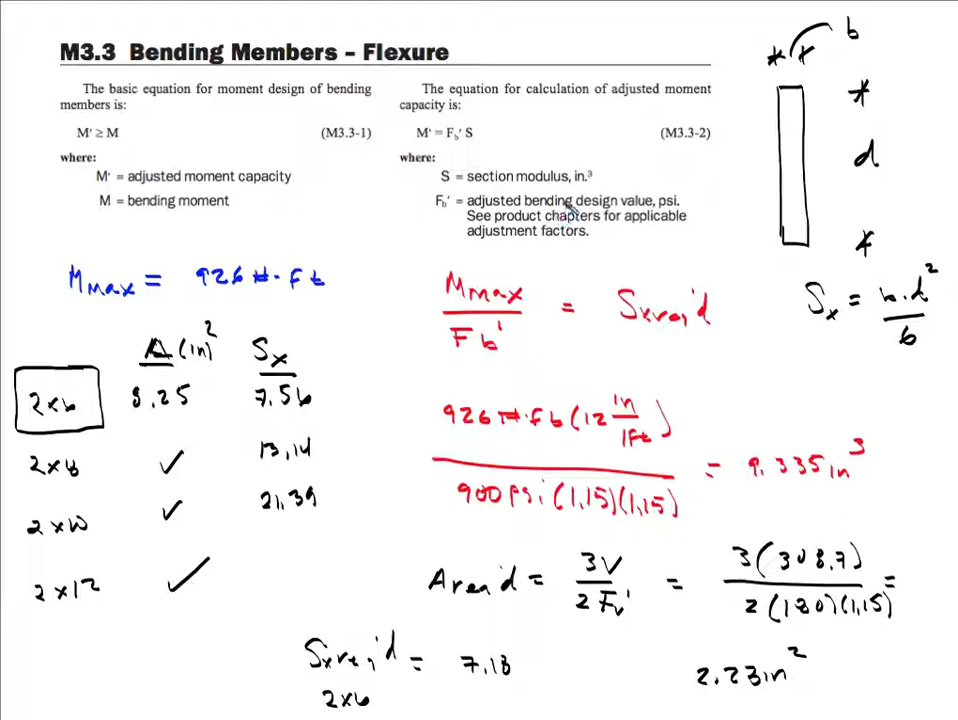 M3.3 Bending Members – Flexure
The basic equation for moment design of bending
members is:
M' ≥ M (M3.3-1)
where:
M' = adjusted moment capacity
M = bending moment
The equation for calculation of adjusted moment
capacity is:
M' = Fb' S (M3.3-2)
where:
S = section modulus, in.³
Fb' = adjusted bending design value, psi.
See product chapters for applicable
adjustment factors.
b
d
Sx = b.d² / 6
Mmax = 926 #·Ft
Mmax / Fb' = Sxreq'd
A (in)² Sx
2x6 8.25 7.56
2x8 ✓ 13.14
2x10 ✓ 21.39
2x12 ✓
926 #·Fb (12 in / 1Ft) / 900 psi (1.15)(1.15) = 9.335 in³
Areq'd = 3V / 2 Fv' = 3(308.7) / 2(180)(1.15) =
2.23 in²
Sxreq'd = 7.18
2x6